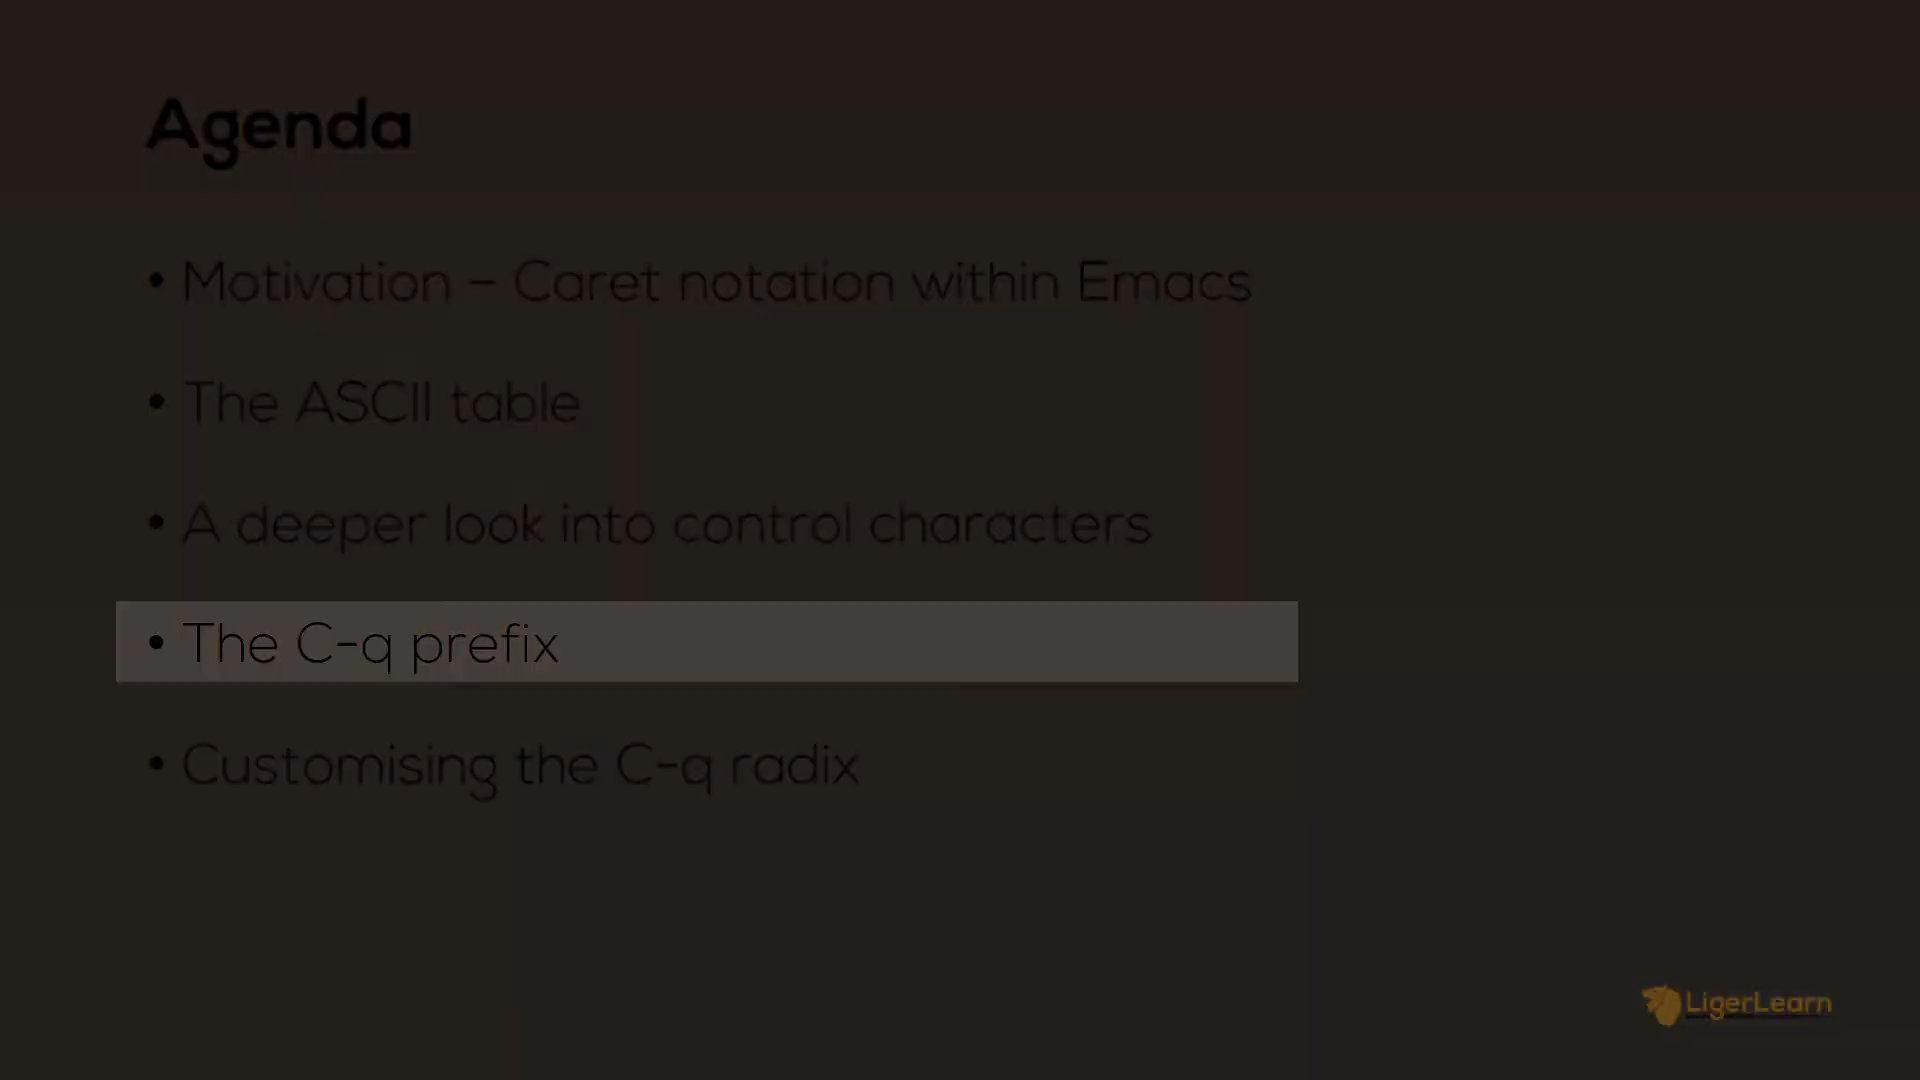 Agenda
• Motivation – Caret notation within Emacs
• The ASCII table
• A deeper look into control characters
• The C-q prefix
• Customising the C-q radix
LigerLearn